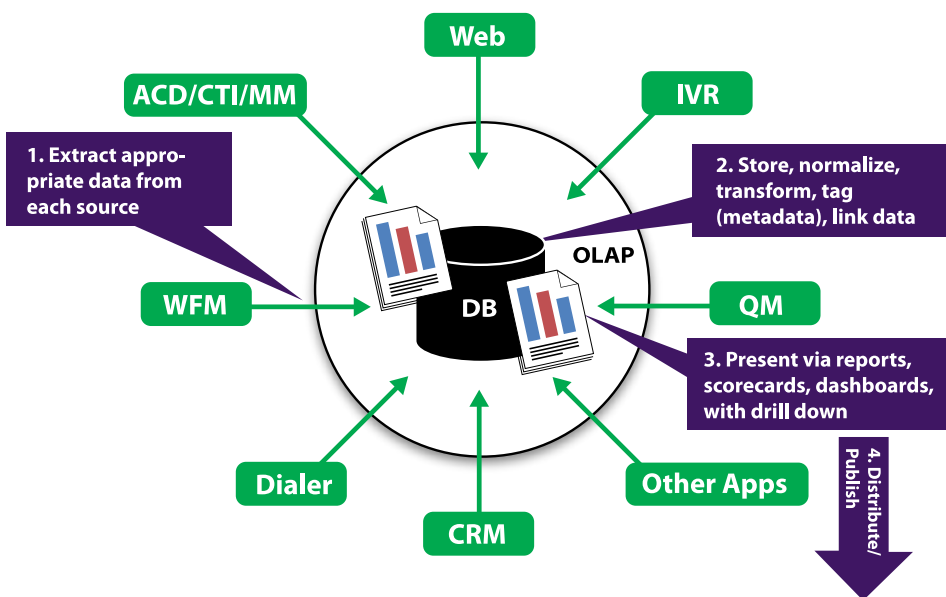 Web
ACD/CTI/MM
IVR
1. Extract appro-
priate data from
each source
2. Store, normalize,
transform, tag
(metadata), link data
OLAP
DB
WFM
QM
3. Present via reports,
scorecards, dashboards,
with drill down
Dialer
CRM
Other Apps
4. Distribute/
Publish